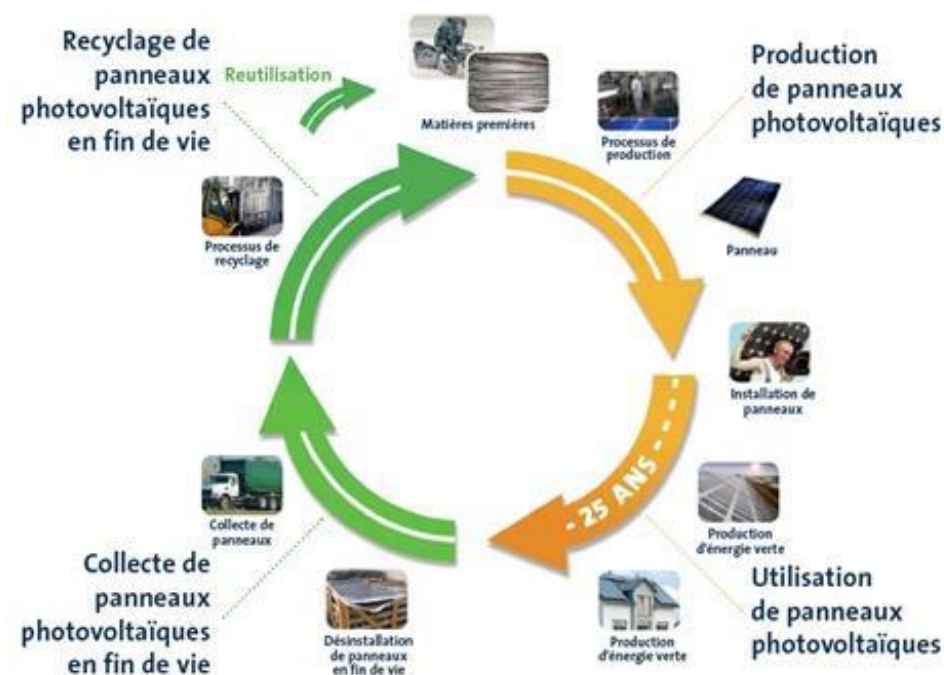 Recyclage de
panneaux
photovoltaïques
en fin de vie
Reutilisation
Matières premières
Processus de
production
Production
de panneaux
photovoltaïques
Panneau
Processus de
recyclage
Installation de
panneaux
- 25 ANS -
Production
d'énergie verte
Utilisation
de panneaux
photovoltaïques
Production
d'énergie verte
Désinstallation
de panneaux
en fin de vie
Collecte de
panneaux
Collecte de
panneaux
photovoltaïques
en fin de vie